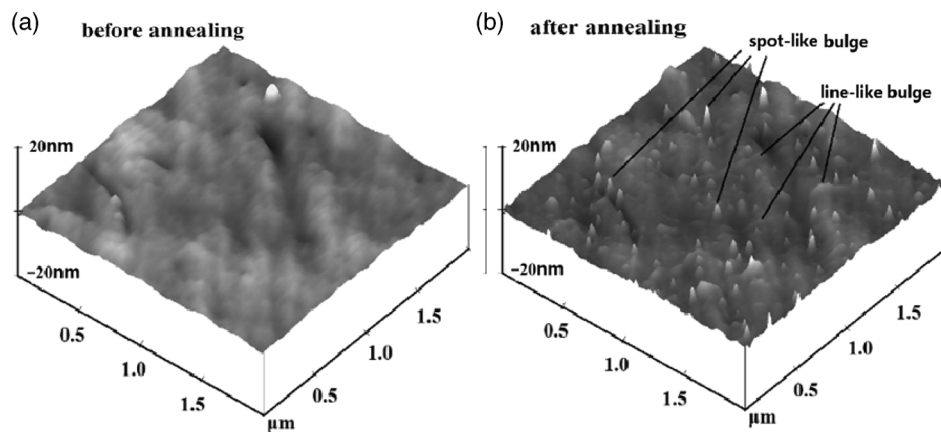 (a)
before annealing
20nm
-20nm
0.5
1.0
1.5
μm
0.5
1.0
1.5
(b)
after annealing
spot-like bulge
line-like bulge
20nm
-20nm
0.5
1.0
1.5
μm
0.5
1.0
1.5